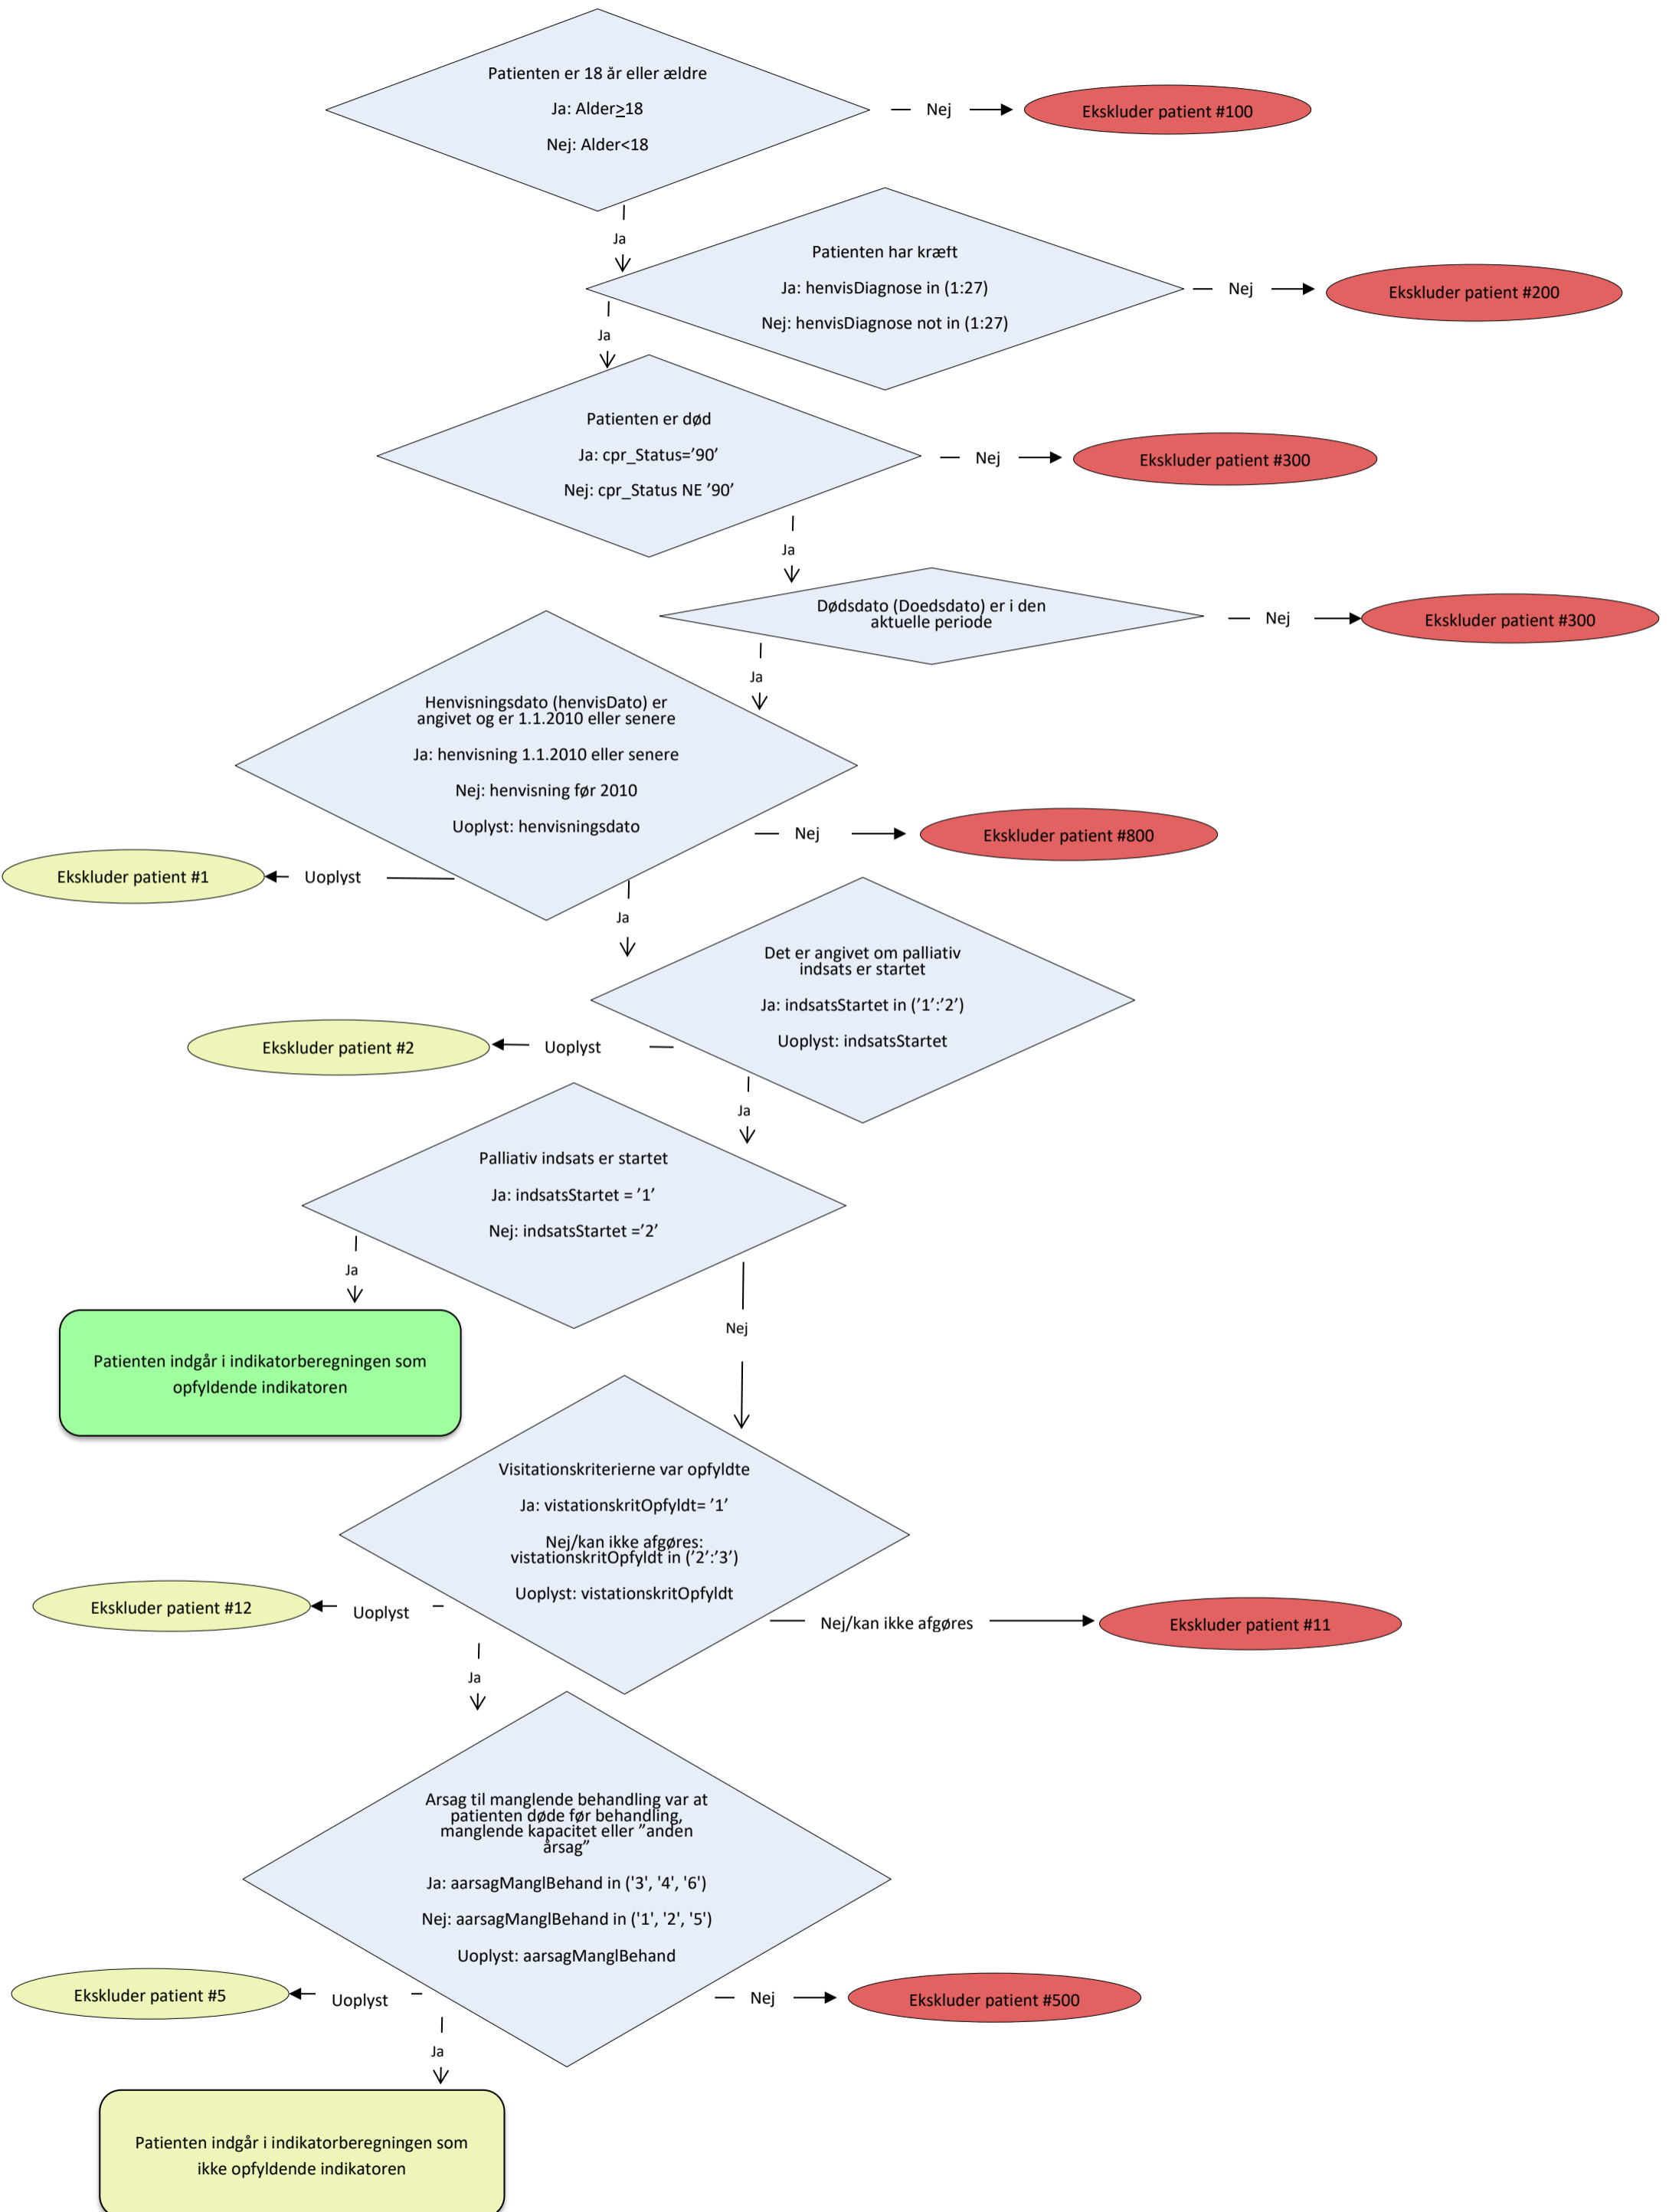 Patienten er 18 år eller ældre
Ja: Alder>18
Nej: Alder<18
Nej
Ekskluder patient #100
Ja
Patienten har kræft
Ja: henvisDiagnose in (1:27)
Nej: henvisDiagnose not in (1:27)
Nej
Ekskluder patient #200
Ja
Patienten er død
Ja: cpr_Status=’90’
Nej: cpr_Status NE ’90’
Nej
Ekskluder patient #300
Ja
Dødsdato (Doedsdato) er i den
aktuelle periode
Nej
Ekskluder patient #300
Ja
Henvisningsdato (henvisDato) er
angivet og er 1.1.2010 eller senere
Ja: henvisning 1.1.2010 eller senere
Nej: henvisning før 2010
Uoplyst: henvisningsdato
Nej
Ekskluder patient #800
Uoplyst
Ekskluder patient #1
Ja
Det er angivet om palliativ
indsats er startet
Ja: indsatsStartet in (’1’:’2’)
Uoplyst: indsatsStartet
Uoplyst
Ekskluder patient #2
Ja
Palliativ indsats er startet
Ja: indsatsStartet = ’1’
Nej: indsatsStartet =’2’
Ja
Nej
Patienten indgår i indikatorberegningen som
opfyldende indikatoren
Visitationskriterierne var opfyldte
Ja: vistationskritOpfyldt= ’1’
Nej/kan ikke afgøres:
vistationskritOpfyldt in (’2’:’3’)
Uoplyst: vistationskritOpfyldt
Uoplyst
Ekskluder patient #12
Nej/kan ikke afgøres
Ekskluder patient #11
Ja
Arsag til manglende behandling var at
patienten døde før behandling,
manglende kapacitet eller ”anden
årsag”
Ja: aarsagManglBehand in ('3', '4', '6')
Nej: aarsagManglBehand in ('1', '2', '5')
Uoplyst: aarsagManglBehand
Uoplyst
Ekskluder patient #5
Nej
Ekskluder patient #500
Ja
Patienten indgår i indikatorberegningen som
ikke opfyldende indikatoren